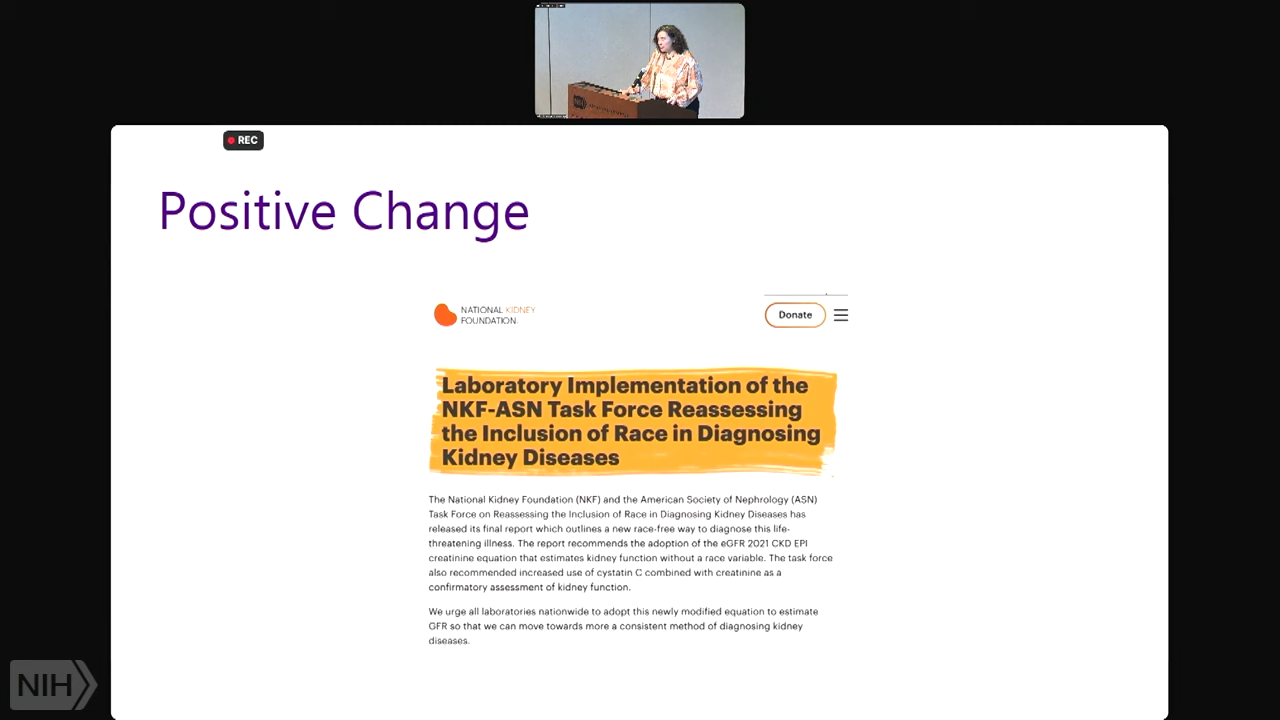 REC
Positive Change
NATIONAL KIDNEY
FOUNDATION.
Donate
Laboratory Implementation of the
NKF-ASN Task Force Reassessing
the Inclusion of Race in Diagnosing
Kidney Diseases
The National Kidney Foundation (NKF) and the American Society of Nephrology (ASN)
Task Force on Reassessing the Inclusion of Race in Diagnosing Kidney Diseases has
released its final report which outlines a new race-free way to diagnose this life-
threatening illness. The report recommends the adoption of the eGFR 2021 CKD EPI
creatinine equation that estimates kidney function without a race variable. The task force
also recommended increased use of cystatin C combined with creatinine as a
confirmatory assessment of kidney function.
We urge all laboratories nationwide to adopt this newly modified equation to estimate
GFR so that we can move towards more a consistent method of diagnosing kidney
diseases.
NIH